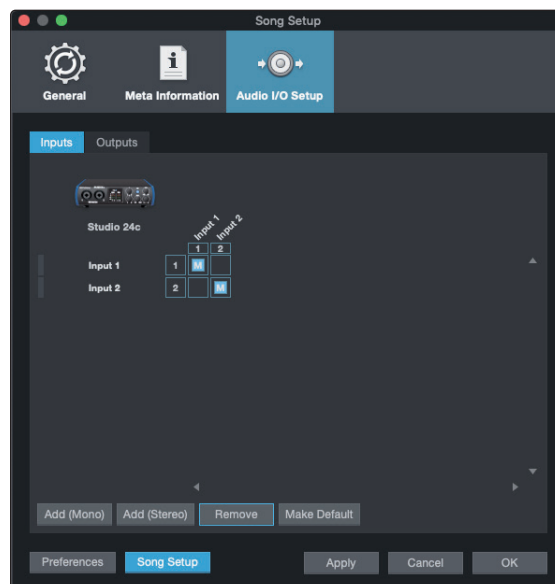 Song Setup
General Meta Information Audio I/O Setup
Inputs Outputs
Studio 24c
Input 1 Input 2
1 2
Input 1 1 M
Input 2 2 M
Add (Mono) Add (Stereo) Remove Make Default
Preferences Song Setup Apply Cancel OK